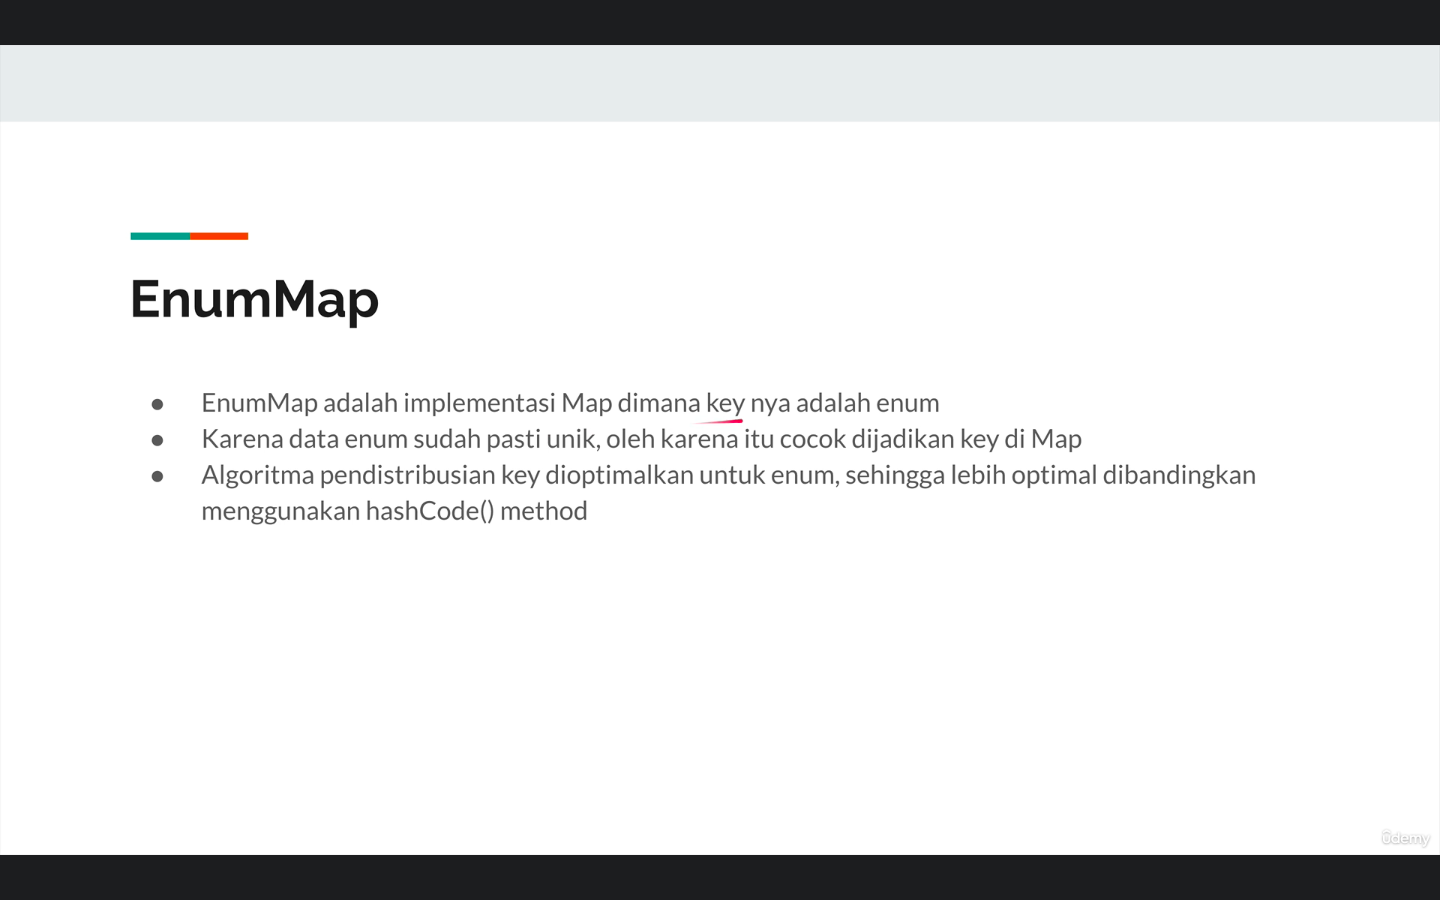 EnumMap
● EnumMap adalah implementasi Map dimana key nya adalah enum
● Karena data enum sudah pasti unik, oleh karena itu cocok dijadikan key di Map
● Algoritma pendistribusian key dioptimalkan untuk enum, sehingga lebih optimal dibandingkan
menggunakan hashCode() method
ûdemy